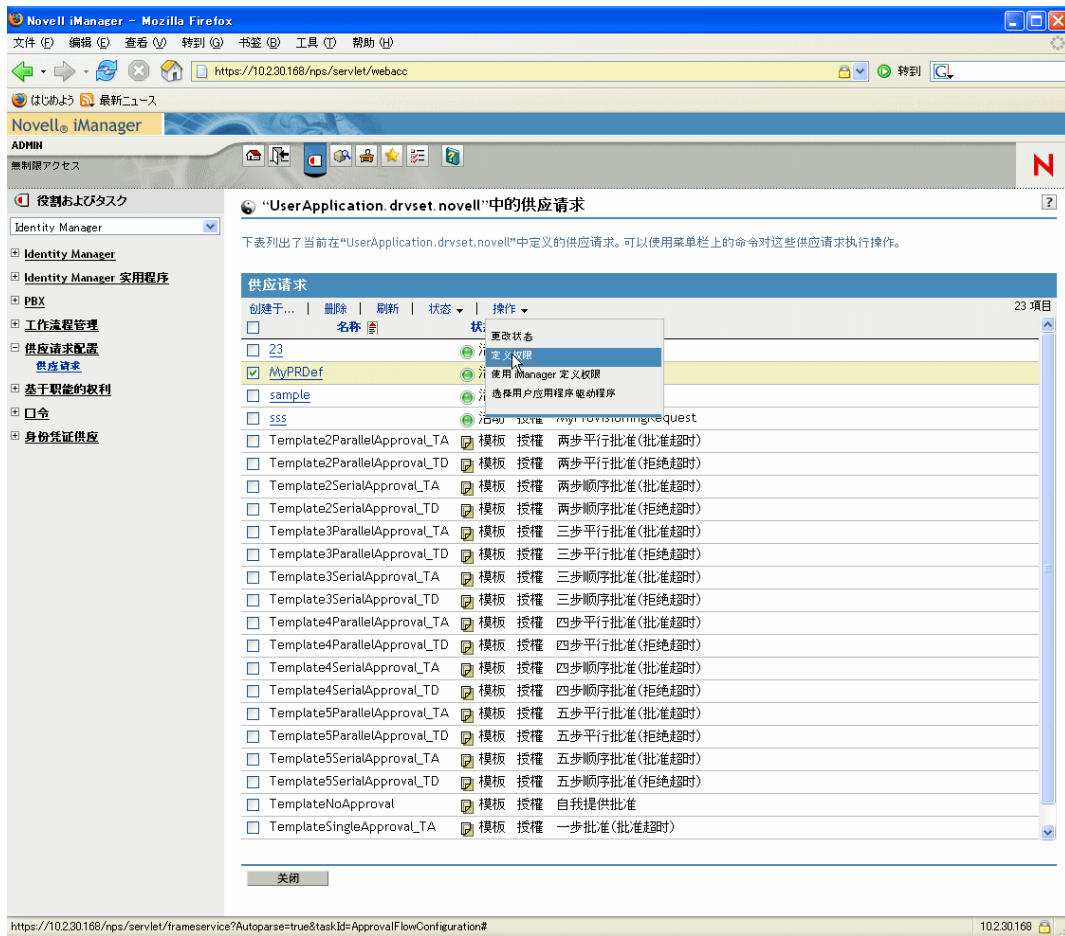 Novell iManager - Mozilla Firefox
文件 (F) 编辑 (E) 查看 (V) 转到 (G) 书签 (B) 工具 (T) 帮助 (H)
https://10.2.30.168/nps/servlet/webacc 转到
はじめよう 最新ニュース
Novell® iManager
ADMIN
無制限アクセス
N
役割およびタスク
Identity Manager
Identity Manager
Identity Manager 实用程序
PBX
工作流程管理
供应请求配置
供应请求
基于职能的权利
口令
身份凭证供应
“UserApplication.drvset.novell”中的供应请求 ?
下表列出了当前在“UserApplication.drvset.novell”中定义的供应请求。可以使用菜单栏上的命令对这些供应请求执行操作。
供应请求
创建于... | 删除 | 刷新 | 状态 | 操作 23 項目
名称
更改状态
定义权限
使用 iManager 定义权限
选择用户应用程序驱动程序
23
MyPRDef
sample
sss 活动 授權 MyProvisioningRequest
Template2ParallelApproval_TA 模板 授權 两步平行批准(批准超时)
Template2ParallelApproval_TD 模板 授權 两步平行批准(拒绝超时)
Template2SerialApproval_TA 模板 授權 两步顺序批准(批准超时)
Template2SerialApproval_TD 模板 授權 两步顺序批准(拒绝超时)
Template3ParallelApproval_TA 模板 授權 三步平行批准(批准超时)
Template3ParallelApproval_TD 模板 授權 三步平行批准(拒绝超时)
Template3SerialApproval_TA 模板 授權 三步顺序批准(批准超时)
Template3SerialApproval_TD 模板 授權 三步顺序批准(拒绝超时)
Template4ParallelApproval_TA 模板 授權 四步平行批准(批准超时)
Template4ParallelApproval_TD 模板 授權 四步平行批准(拒绝超时)
Template4SerialApproval_TA 模板 授權 四步顺序批准(批准超时)
Template4SerialApproval_TD 模板 授權 四步顺序批准(拒绝超时)
Template5ParallelApproval_TA 模板 授權 五步平行批准(批准超时)
Template5ParallelApproval_TD 模板 授權 五步平行批准(拒绝超时)
Template5SerialApproval_TA 模板 授權 五步顺序批准(批准超时)
Template5SerialApproval_TD 模板 授權 五步顺序批准(拒绝超时)
TemplateNoApproval 模板 授權 自我提供批准
TemplateSingleApproval_TA 模板 授權 一步批准(批准超时)
关闭
https://10.2.30.168/nps/servlet/frameservice?Autoparse=true&taskId=ApprovalFlowConfiguration# 10.2.30.168